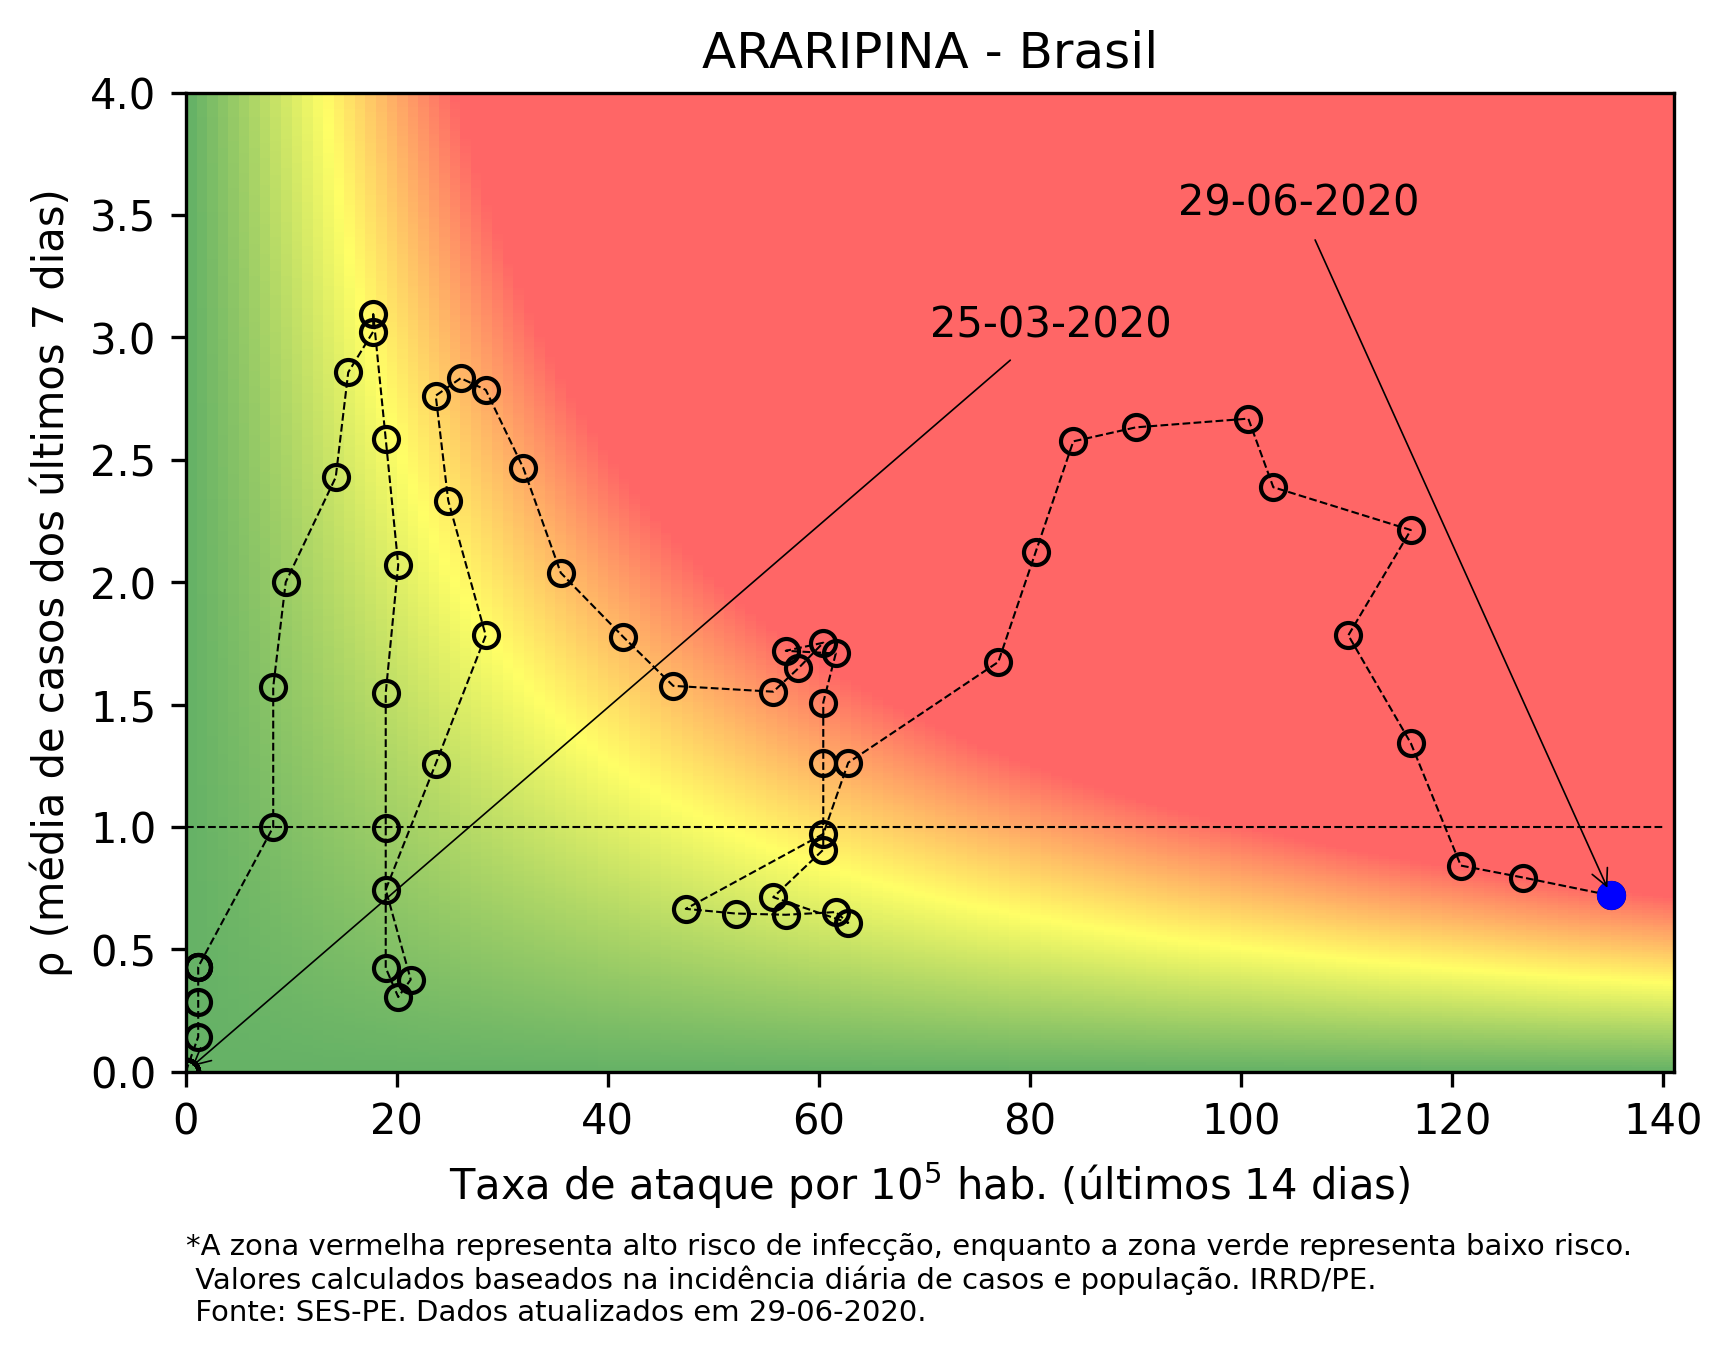 ARARIPINA - Brasil
4.0
3.5
3.0
2.5
2.0
1.5
1.0
0.5
0.0
ρ (média de casos dos últimos 7 dias)
29-06-2020
25-03-2020
0 20 40 60 80 100 120 140
Taxa de ataque por 10⁵ hab. (últimos 14 dias)
*A zona vermelha representa alto risco de infecção, enquanto a zona verde representa baixo risco.
Valores calculados baseados na incidência diária de casos e população. IRRD/PE.
Fonte: SES-PE. Dados atualizados em 29-06-2020.